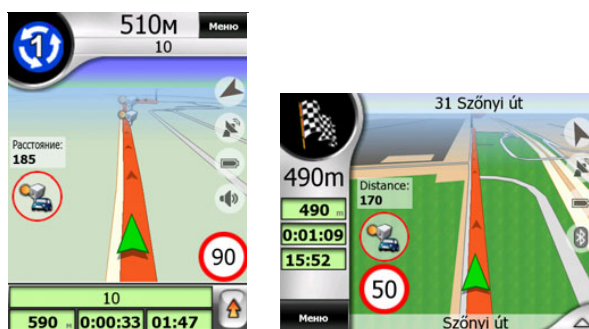 1
510м
Меню
10
Расстояние:
185
90
10
590 м
0:00:33
01:47
31 Szőnyi út
490m
Distance:
170
490 m
0:01:09
15:52
50
Меню
Szőnyi út